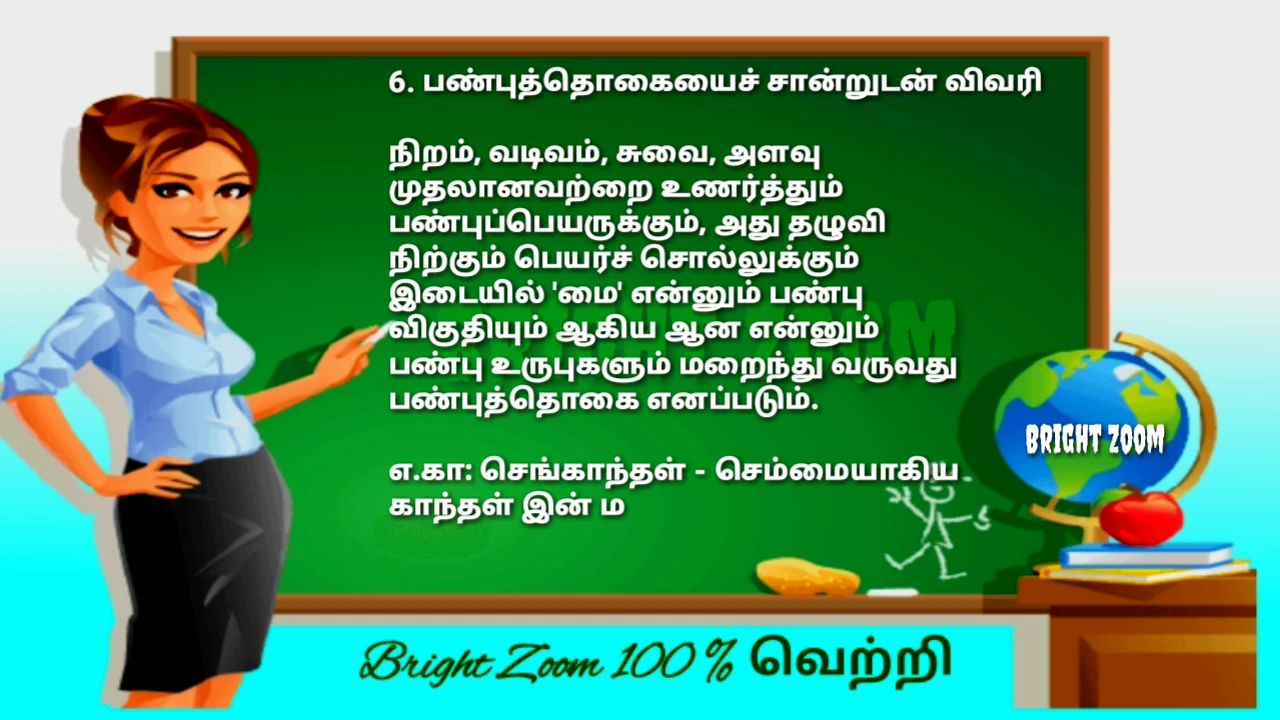 6. பண்புத்தொகையைச் சான்றுடன் விவரி
நிறம், வடிவம், சுவை, அளவு
முதலானவற்றை உணர்த்தும்
பண்புப்பெயருக்கும், அது தழுவி
நிற்கும் பெயர்ச் சொல்லுக்கும்
இடையில் 'மை' என்னும் பண்பு
விகுதியும் ஆகிய ஆன என்னும்
பண்பு உருபுகளும் மறைந்து வருவது
பண்புத்தொகை எனப்படும்.
எ.கா: செங்காந்தள் - செம்மையாகிய
காந்தள் இன் ம
BRIGHT ZOOM
BRIGHT ZOOM
Bright Zoom 100 % வெற்றி